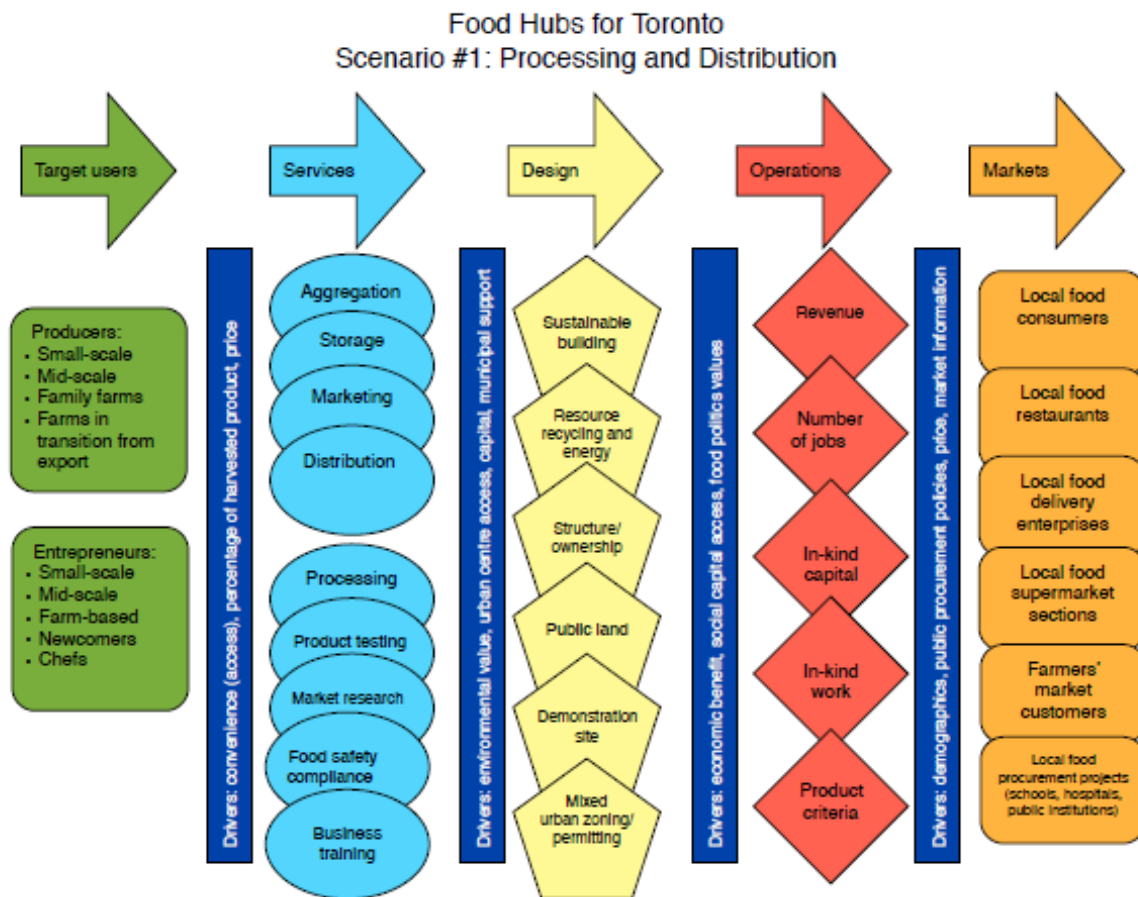 Food Hubs for Toronto
Scenario #1: Processing and Distribution
Target users
Services
Design
Operations
Markets
Producers:
• Small-scale
• Mid-scale
• Family farms
• Farms in
transition from
export
Entrepreneurs:
• Small-scale
• Mid-scale
• Farm-based
• Newcomers
• Chefs
Drivers: convenience (access), percentage of harvested product, price
Aggregation
Storage
Marketing
Distribution
Processing
Product testing
Market research
Food safety
compliance
Business
training
Drivers: environmental value, urban centre access, capital, municipal support
Sustainable
building
Resource
recycling and
energy
Structure/
ownership
Public land
Demonstration
site
Mixed
urban zoning/
permitting
Drivers: economic benefit, social capital access, food politics values
Revenue
Number
of jobs
In-kind
capital
In-kind
work
Product
criteria
Drivers: demographics, public procurement policies, price, market information
Local food
consumers
Local food
restaurants
Local food
delivery
enterprises
Local food
supermarket
sections
Farmers'
market
customers
Local food
procurement projects
(schools, hospitals,
public institutions)